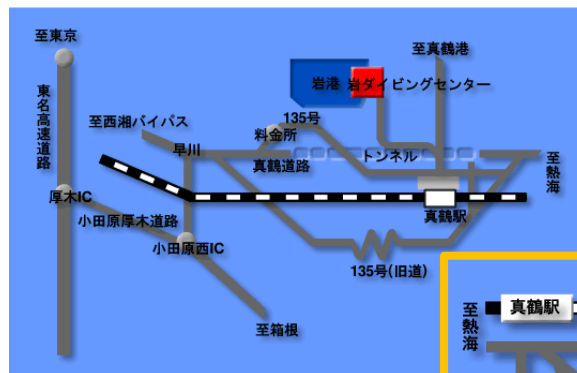 至東京
至真鶴港
岩港
岩ダイビングセンター
東名高速道路
135号
至西湘バイパス
料金所
早川
真鶴道路
トンネル
至熱海
厚木IC
小田原厚木道路
真鶴駅
小田原西IC
135号(旧道)
至箱根
至熱海
真鶴駅